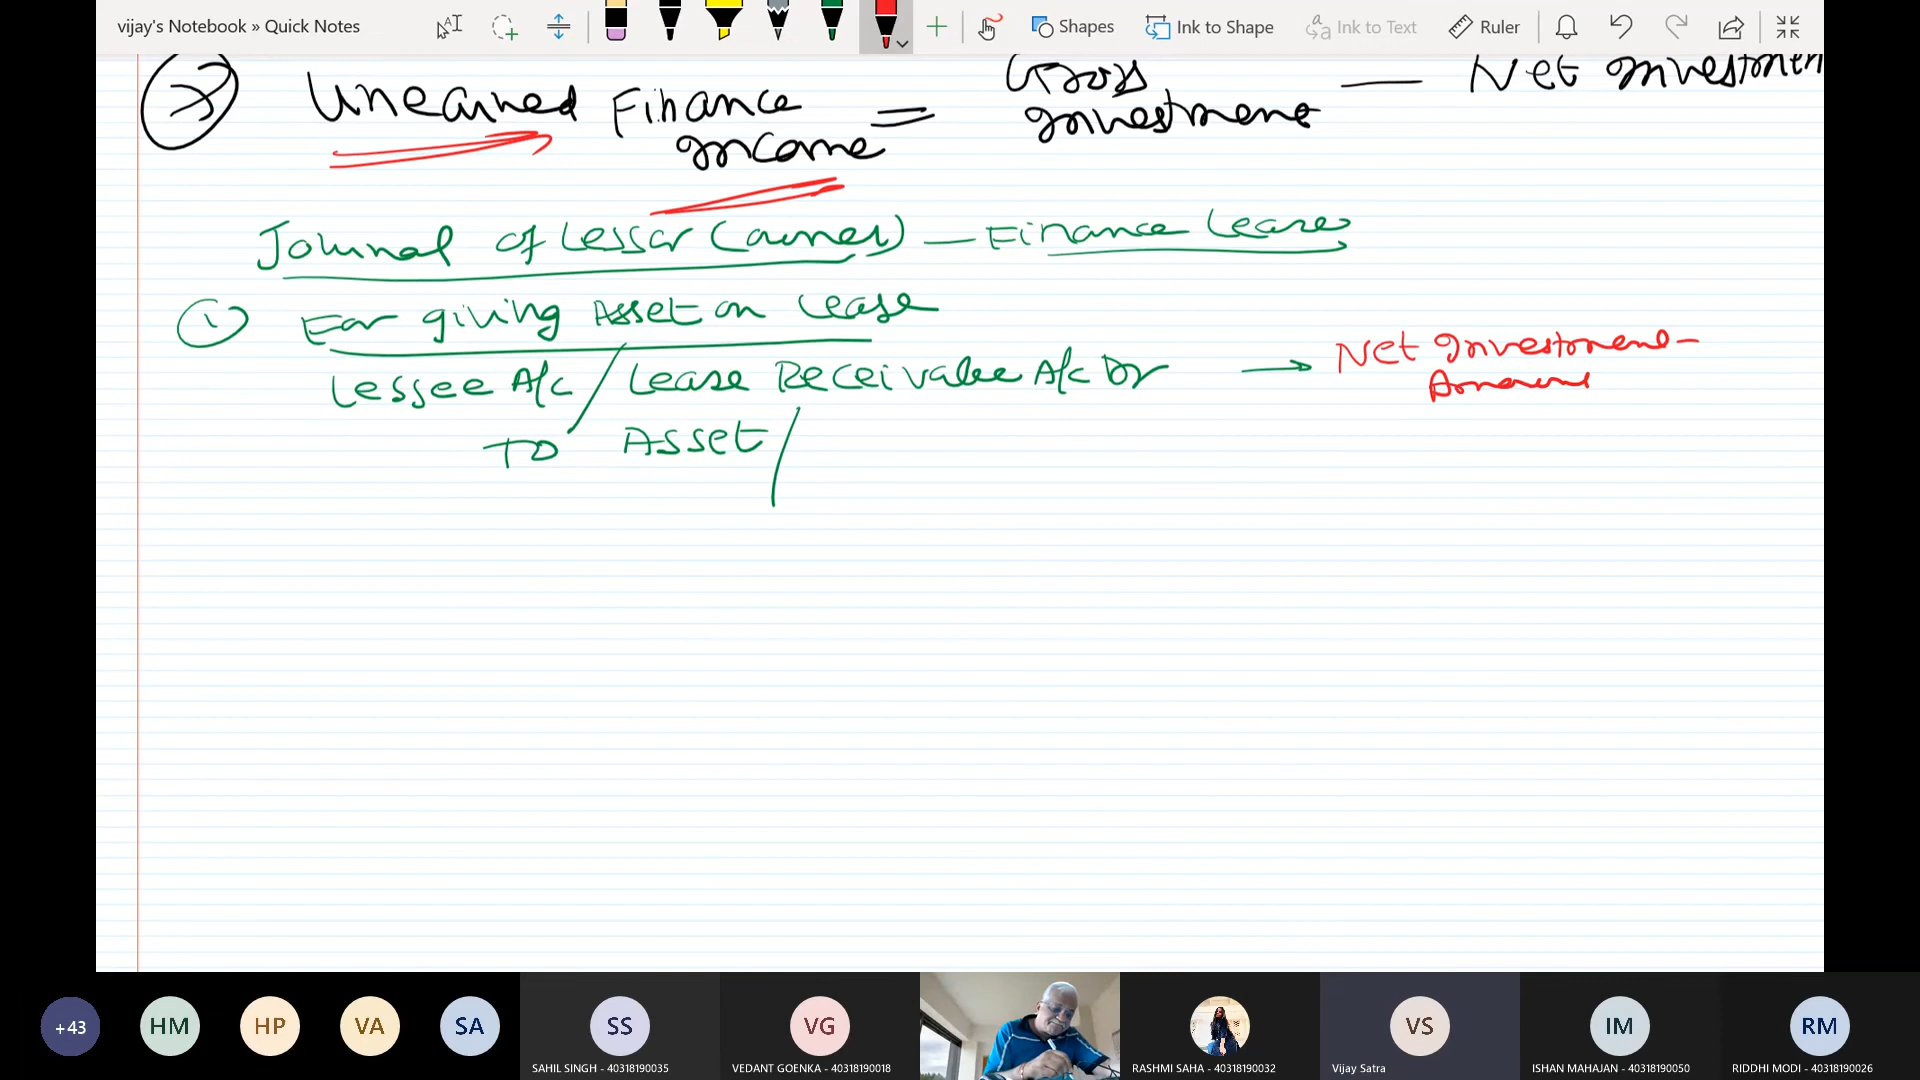 vijay's Notebook » Quick Notes
Shapes
Ink to Shape
Ink to Text
Ruler
Gross — Net Investmen
Unearned Finance = Investment
Income
Journal of Lessor (owner) — Finance Lease
1 For giving Asset on Lease
Lessee A/c / Lease Receivable A/c Dr → Net Investment-
Amount
TO Asset /
+43
HM
HP
VA
SA
SS
VG
VS
IM
RM
SAHIL SINGH - 40318190035
VEDANT GOENKA - 40318190018
RASHMI SAHA - 40318190032
Vijay Satra
ISHAN MAHAJAN - 40318190050
RIDDHI MODI - 40318190026